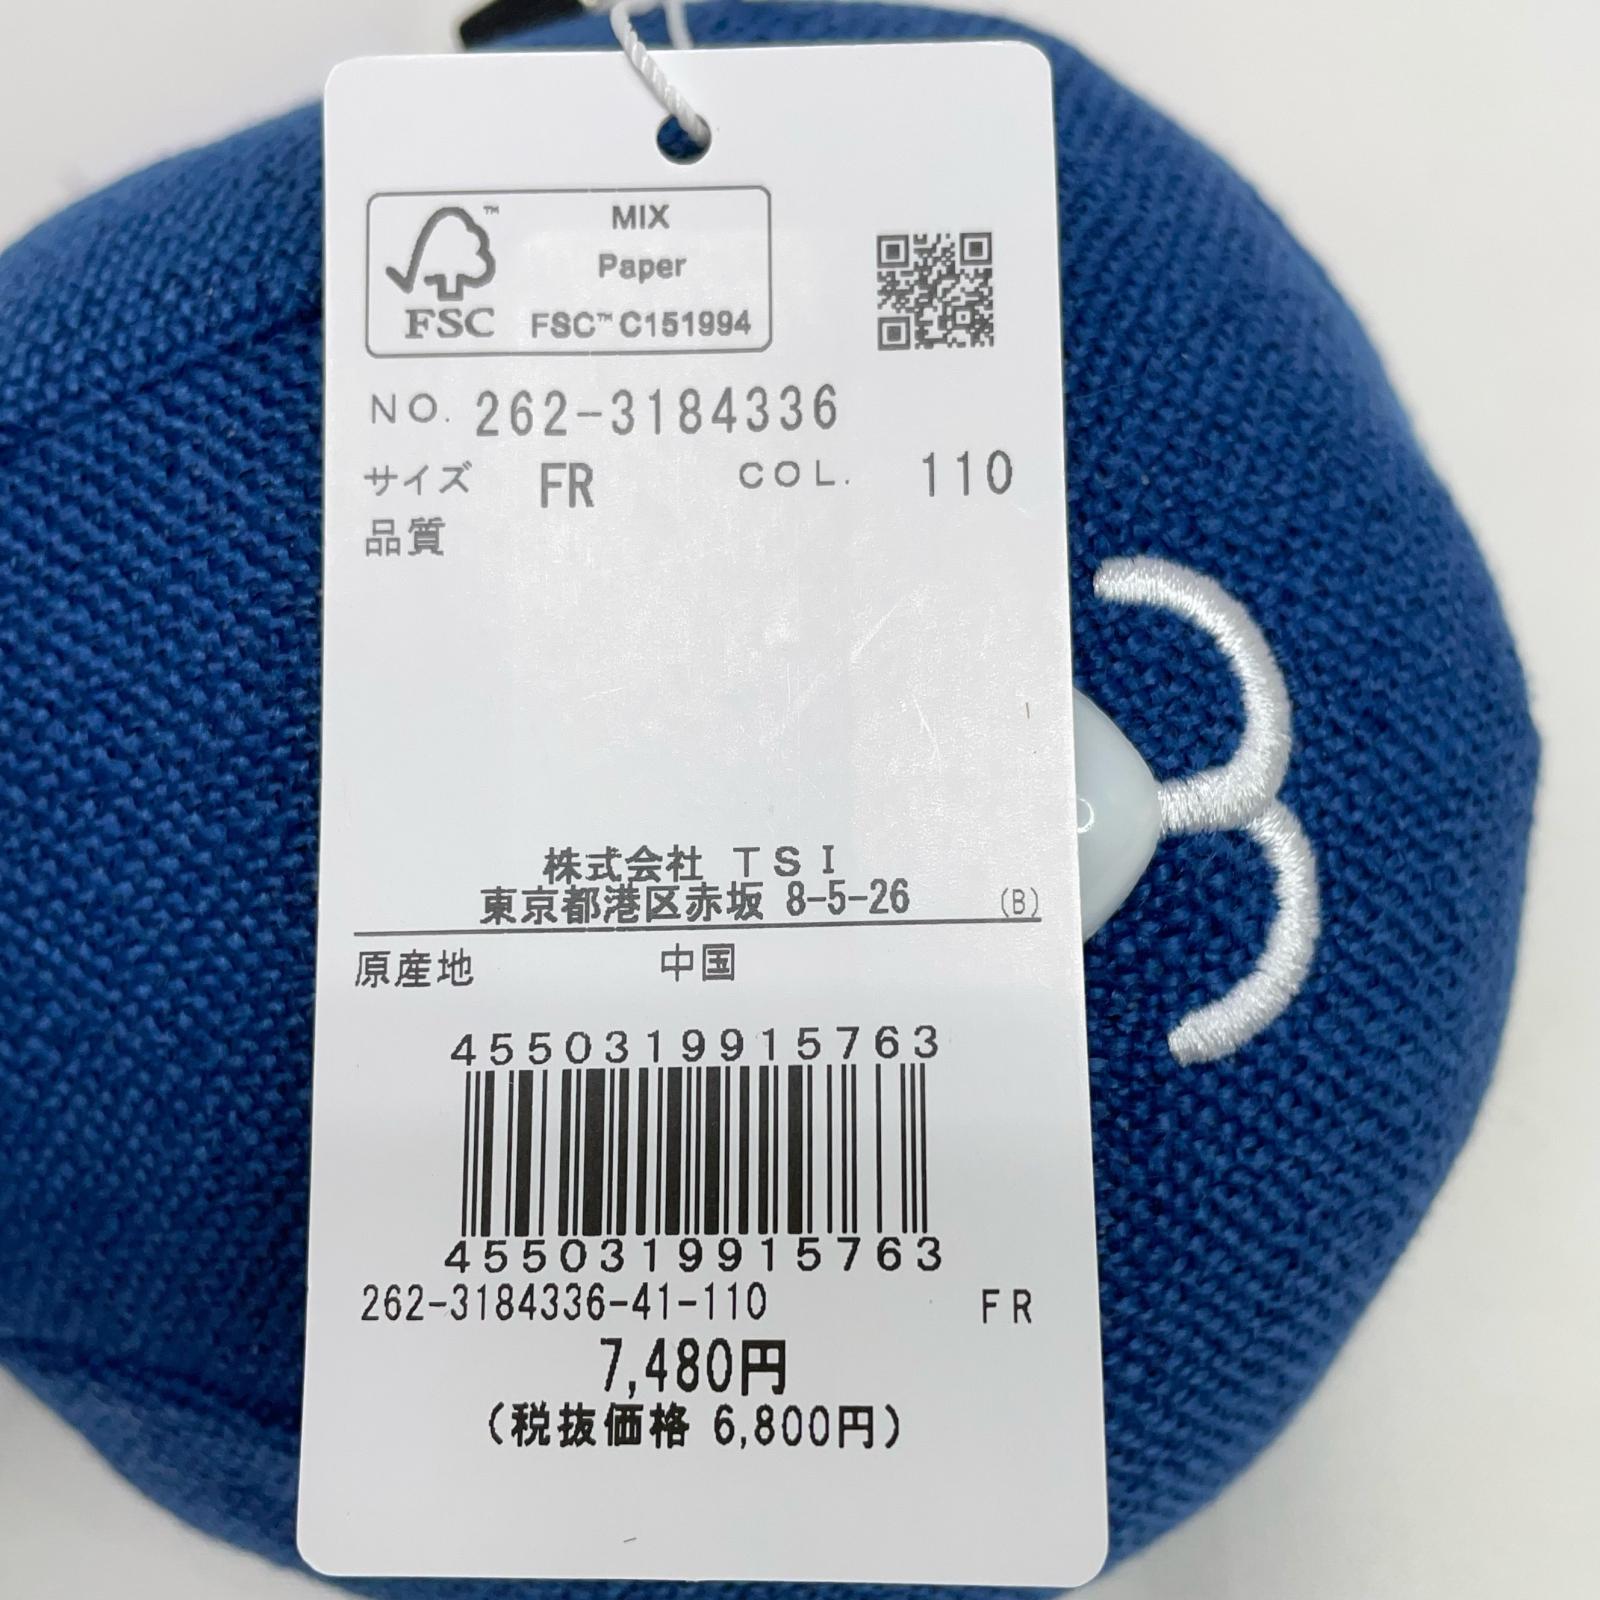 MIX
Paper
FSC™ FSC™ C151994
NO. 262-3184336
サイズ FR COL. 110
品質
株式会社 TSI
東京都港区赤坂 8-5-26 (B)
原産地 中国
4550319915763
4550319915763
262-3184336-41-110 FR
7,480円
(税抜価格 6,800円)